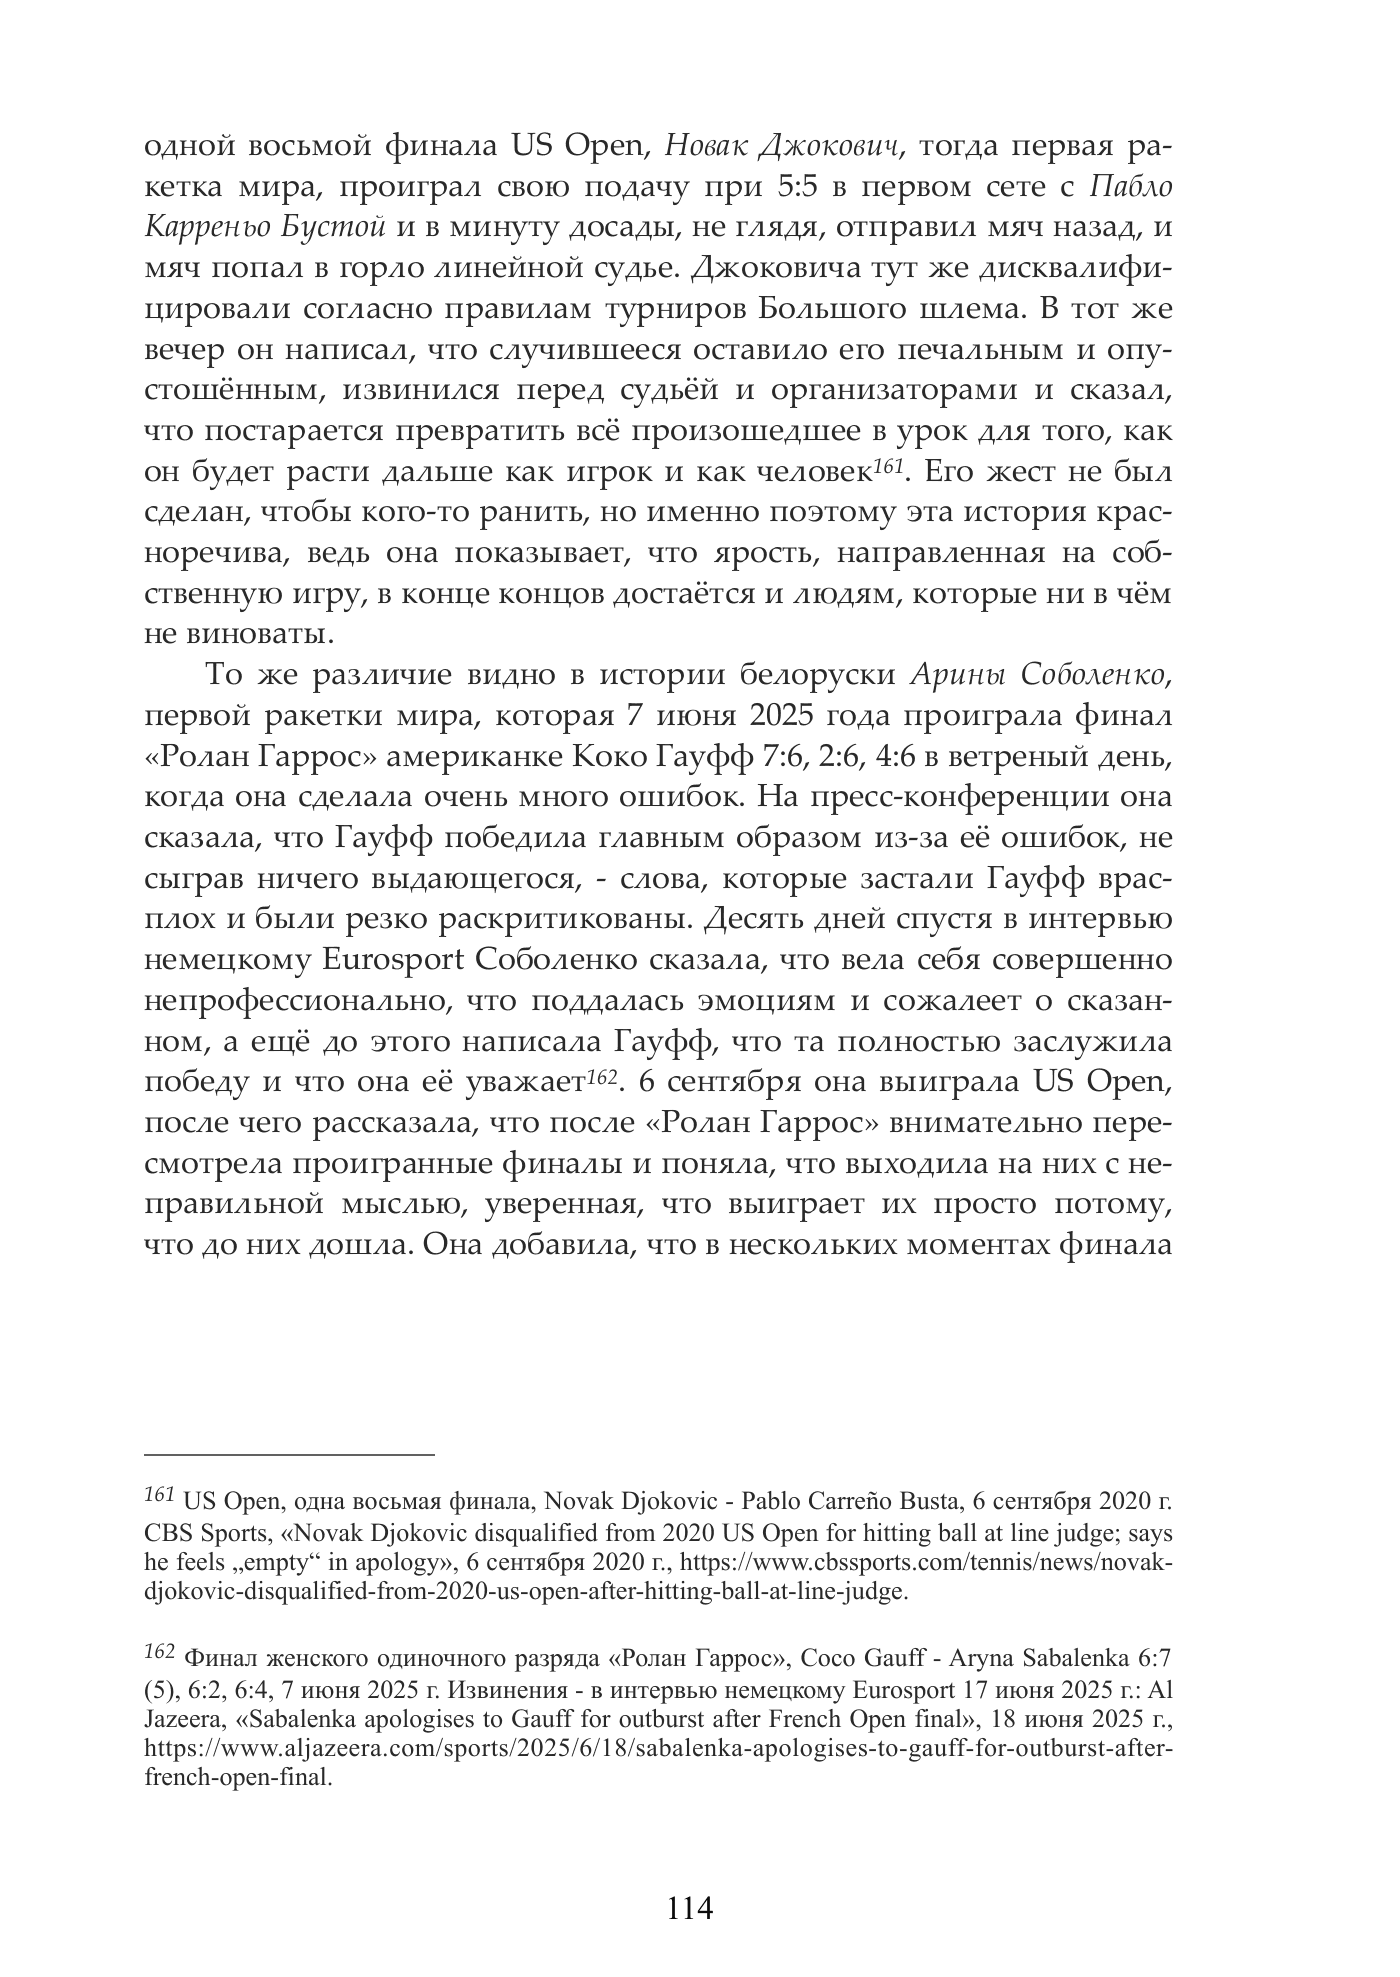 одной восьмой финала US Open, Новак Джокович, тогда первая ра-
кетка мира, проиграл свою подачу при 5:5 в первом сете с Пабло
Карреньо Бустой и в минуту досады, не глядя, отправил мяч назад, и
мяч попал в горло линейной судье. Джоковича тут же дисквалифи-
цировали согласно правилам турниров Большого шлема. В тот же
вечер он написал, что случившееся оставило его печальным и опу-
стошённым, извинился перед судьёй и организаторами и сказал,
что постарается превратить всё произошедшее в урок для того, как
он будет расти дальше как игрок и как человек161. Его жест не был
сделан, чтобы кого-то ранить, но именно поэтому эта история крас-
норечива, ведь она показывает, что ярость, направленная на соб-
ственную игру, в конце концов достаётся и людям, которые ни в чём
не виноваты.
То же различие видно в истории белоруски Арины Соболенко,
первой ракетки мира, которая 7 июня 2025 года проиграла финал
«Ролан Гаррос» американке Коко Гауфф 7:6, 2:6, 4:6 в ветреный день,
когда она сделала очень много ошибок. На пресс-конференции она
сказала, что Гауфф победила главным образом из-за её ошибок, не
сыграв ничего выдающегося, - слова, которые застали Гауфф врас-
плох и были резко раскритикованы. Десять дней спустя в интервью
немецкому Eurosport Соболенко сказала, что вела себя совершенно
непрофессионально, что поддалась эмоциям и сожалеет о сказан-
ном, а ещё до этого написала Гауфф, что та полностью заслужила
победу и что она её уважает162. 6 сентября она выиграла US Open,
после чего рассказала, что после «Ролан Гаррос» внимательно пере-
смотрела проигранные финалы и поняла, что выходила на них с не-
правильной мыслью, уверенная, что выиграет их просто потому,
что до них дошла. Она добавила, что в нескольких моментах финала
161 US Open, одна восьмая финала, Novak Djokovic - Pablo Carreño Busta, 6 сентября 2020 г.
CBS Sports, «Novak Djokovic disqualified from 2020 US Open for hitting ball at line judge; says
he feels „empty“ in apology», 6 сентября 2020 г., https://www.cbssports.com/tennis/news/novak-
djokovic-disqualified-from-2020-us-open-after-hitting-ball-at-line-judge.
162 Финал женского одиночного разряда «Ролан Гаррос», Coco Gauff - Aryna Sabalenka 6:7
(5), 6:2, 6:4, 7 июня 2025 г. Извинения - в интервью немецкому Eurosport 17 июня 2025 г.: Al
Jazeera, «Sabalenka apologises to Gauff for outburst after French Open final», 18 июня 2025 г.,
https://www.aljazeera.com/sports/2025/6/18/sabalenka-apologises-to-gauff-for-outburst-after-
french-open-final.
114